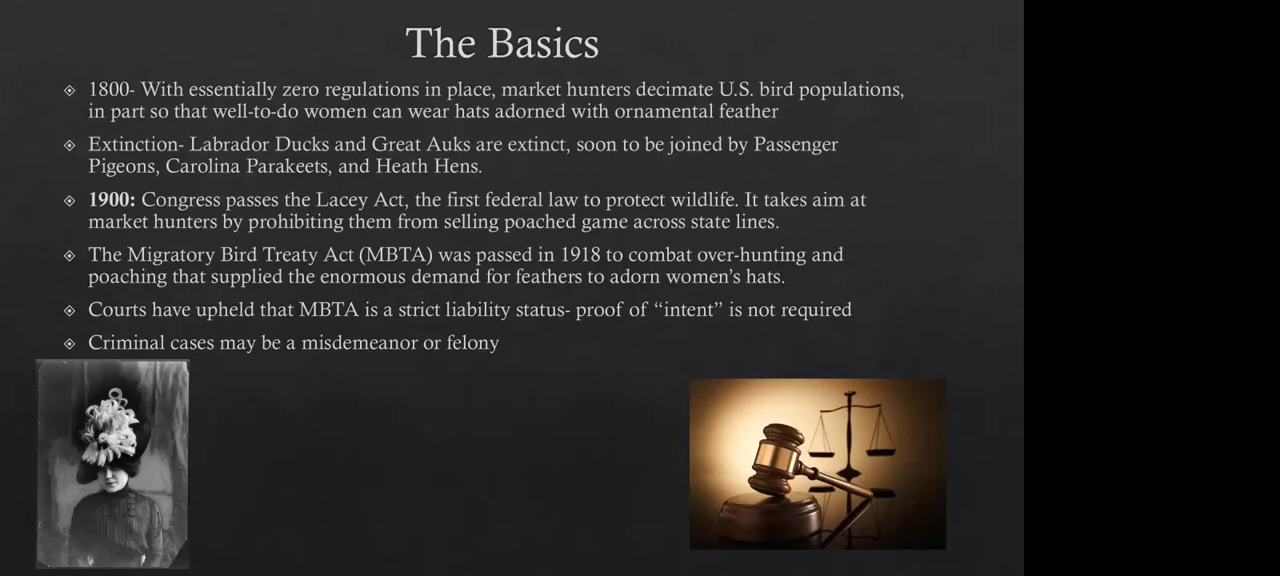 The Basics
1800- With essentially zero regulations in place, market hunters decimate U.S. bird populations,
in part so that well-to-do women can wear hats adorned with ornamental feather
Extinction- Labrador Ducks and Great Auks are extinct, soon to be joined by Passenger
Pigeons, Carolina Parakeets, and Heath Hens.
1900: Congress passes the Lacey Act, the first federal law to protect wildlife. It takes aim at
market hunters by prohibiting them from selling poached game across state lines.
The Migratory Bird Treaty Act (MBTA) was passed in 1918 to combat over-hunting and
poaching that supplied the enormous demand for feathers to adorn women’s hats.
Courts have upheld that MBTA is a strict liability status- proof of “intent” is not required
Criminal cases may be a misdemeanor or felony